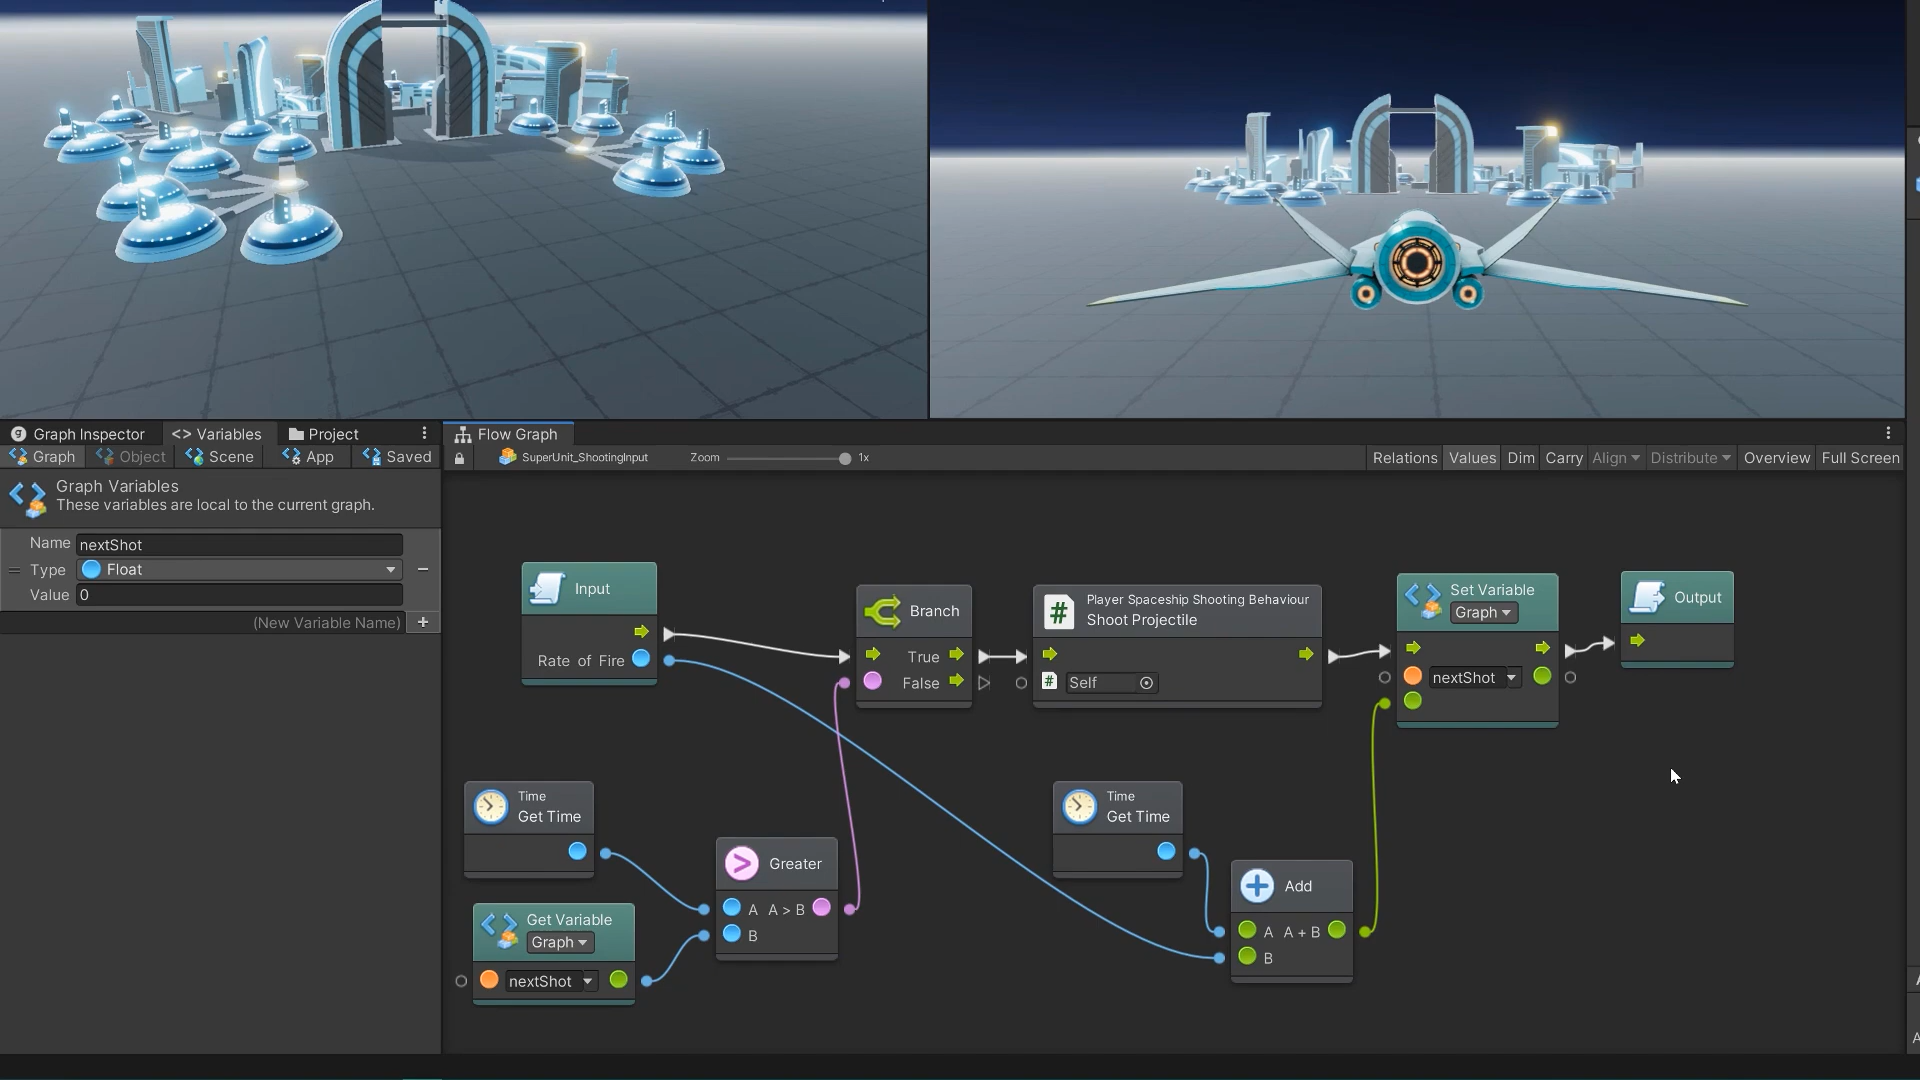 Graph Inspector
<> Variables
Project
Flow Graph
Graph
Object
Scene
App
Saved
SuperUnit_ShootingInput
Zoom
1x
Relations
Values
Dim
Carry
Align
Distribute
Overview
Full Screen
Graph Variables
These variables are local to the current graph.
Name nextShot
Type Float
Value 0
(New Variable Name)
Input
Rate of Fire
Branch
True
False
Player Spaceship Shooting Behaviour
Shoot Projectile
Self
Set Variable
Graph
nextShot
Output
Time
Get Time
Get Variable
Graph
nextShot
Greater
A A > B
B
Time
Get Time
Add
A A + B
B